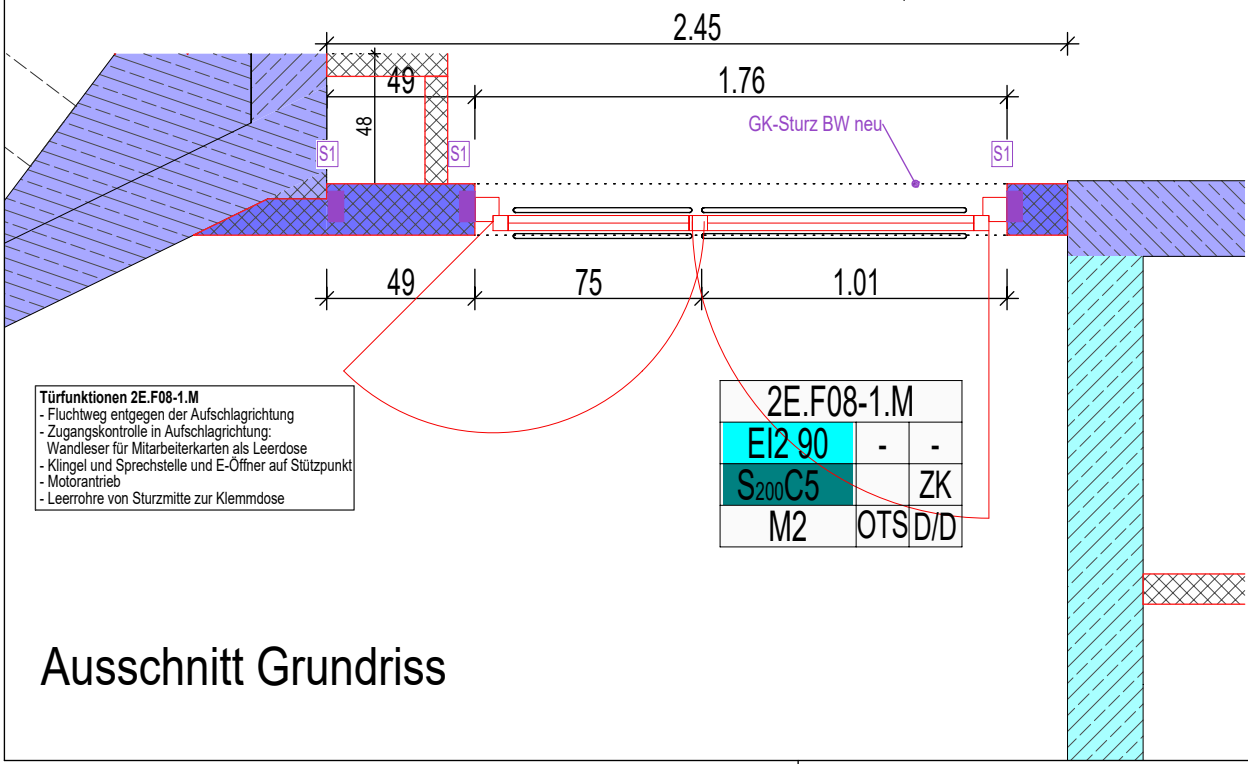 2.45
49
1.76
GK-Sturz BW neu
48
S1
S1
S1
49
75
1.01
Türfunktionen 2E.F08-1.M
- Fluchtweg entgegen der Aufschlagrichtung
- Zugangskontrolle in Aufschlagrichtung:
Wandleser für Mitarbeiterkarten als Leerdose
- Klingel und Sprechstelle und E-Öffner auf Stützpunkt
- Motorantrieb
- Leerrohre von Sturzmitte zur Klemmdose
2E.F08-1.M
EI2 90 - -
S200C5 ZK
M2 OTS D/D
Ausschnitt Grundriss